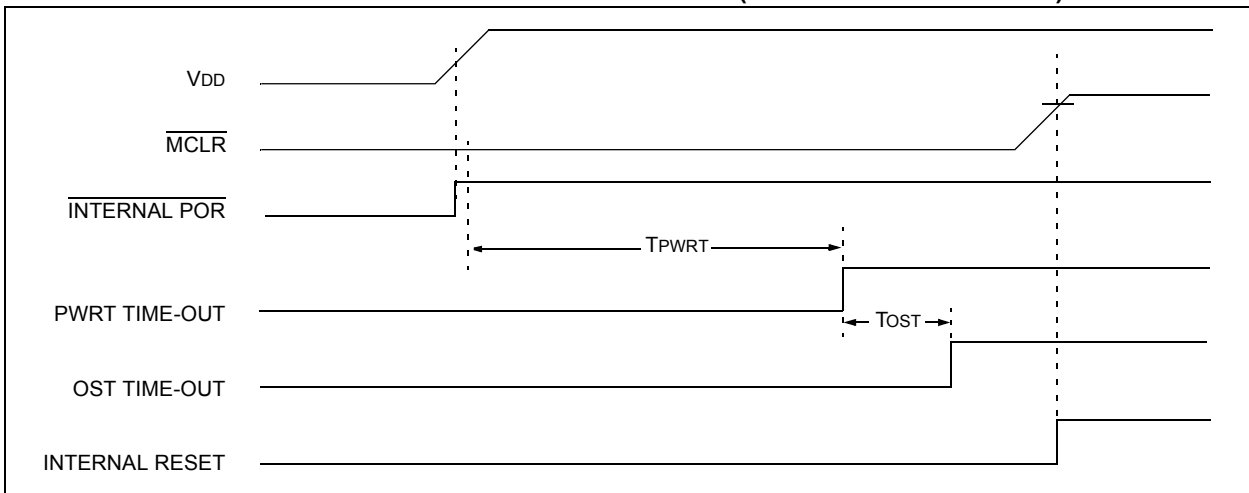 VDD
MCLR
INTERNAL POR
TPWRT
PWRT TIME-OUT
TOST
OST TIME-OUT
INTERNAL RESET